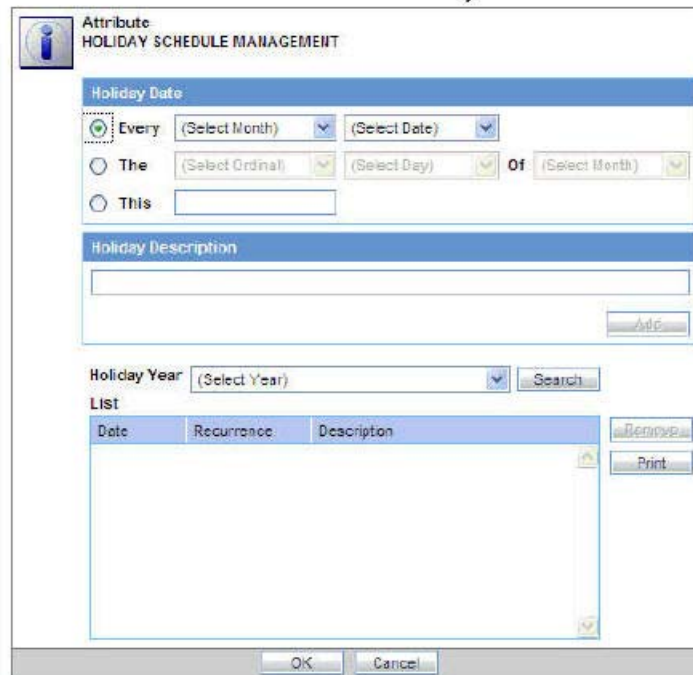 Attribute
HOLIDAY SCHEDULE MANAGEMENT
Holiday Date
Every (Select Month) (Select Date)
The (Select Ordinal) (Select Day) Of (Select Month)
This
Holiday Description
Add
Holiday Year (Select Year) Search
List
Date Recurrence Description
Remove
Print
OK Cancel